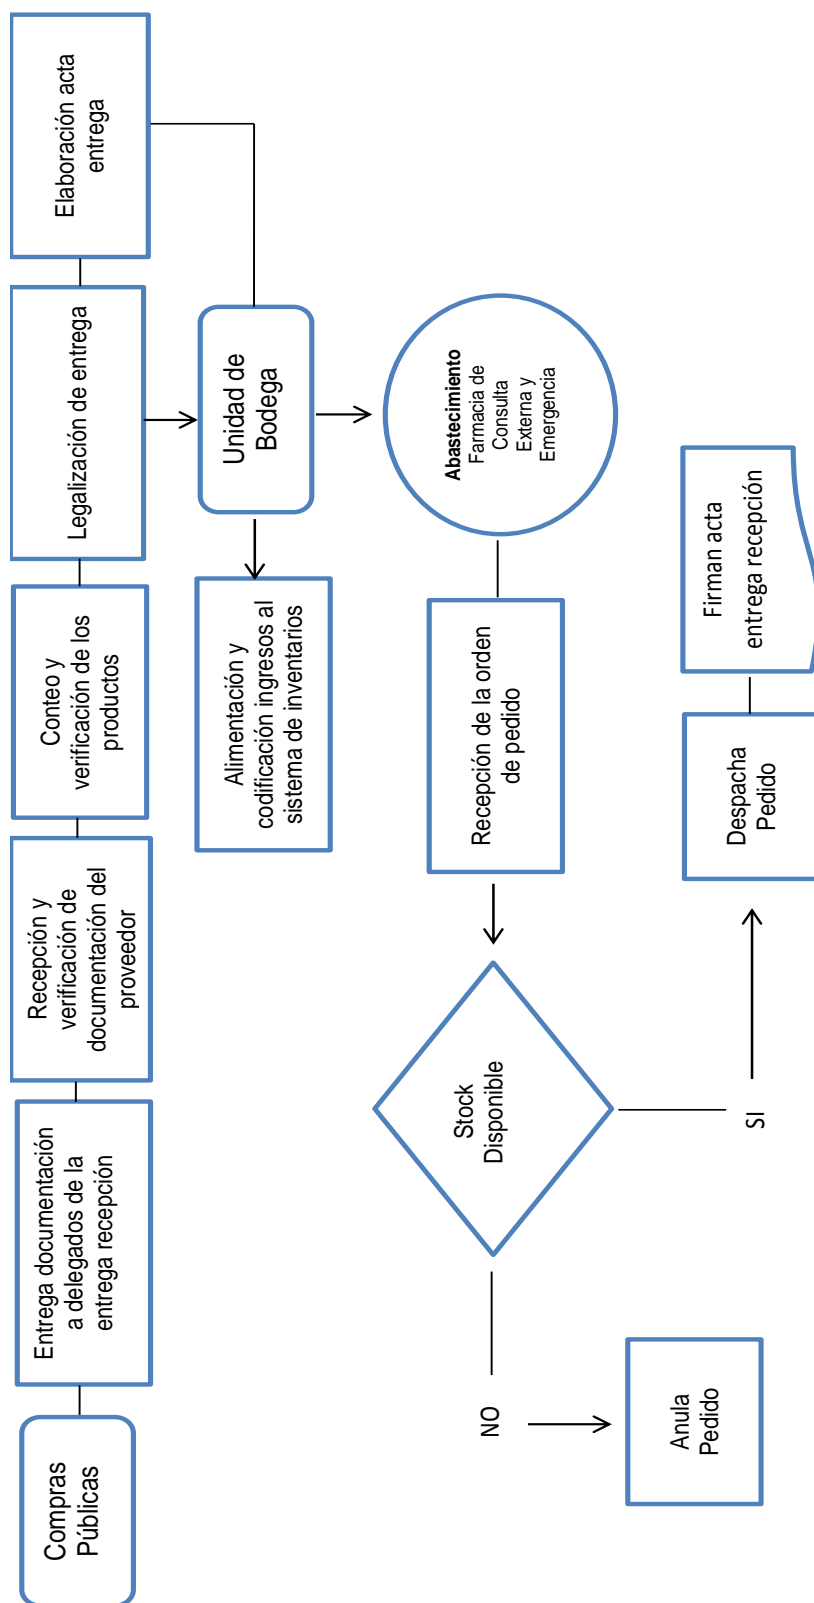 Compras
Públicas
Entrega documentación
a delegados de la
entrega recepción
Recepción y
verificación de
documentación del
proveedor
Conteo y
verificación de los
productos
Legalización de entrega
Elaboración acta
entrega
Unidad de
Bodega
Alimentación y
codificación ingresos al
sistema de inventarios
Abastecimiento
Farmacia de
Consulta
Externa y
Emergencia
Recepción de la orden
de pedido
Stock
Disponible
NO
Anula
Pedido
SI
Despacha
Pedido
Firman acta
entrega recepción